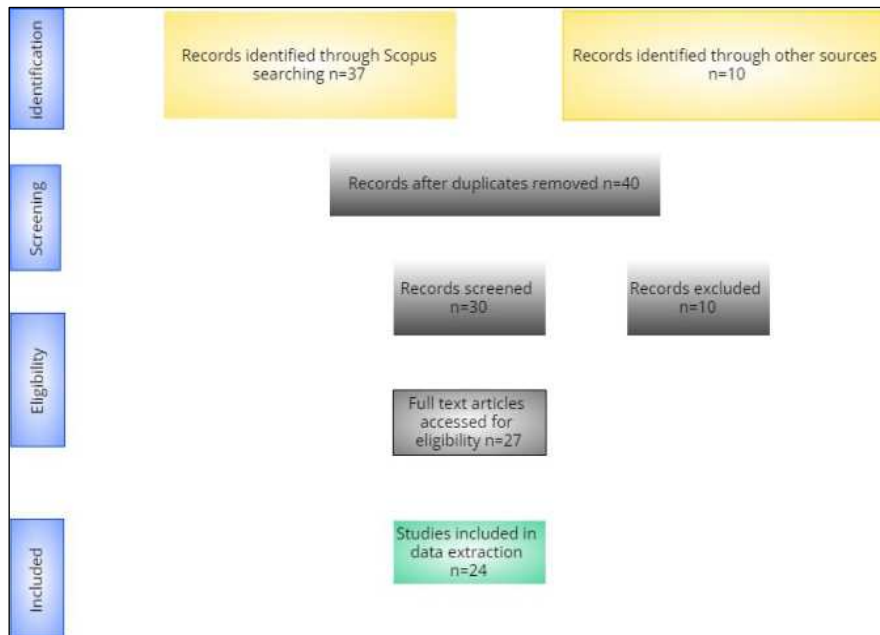 identification
Records identified through Scopus
searching n=37
Records identified through other sources
n=10
Screening
Records after duplicates removed n=40
Records screened
n=30
Records excluded
n=10
Eligibility
Full text articles
accessed for
eligibility n=27
Included
Studies included in
data extraction
n=24